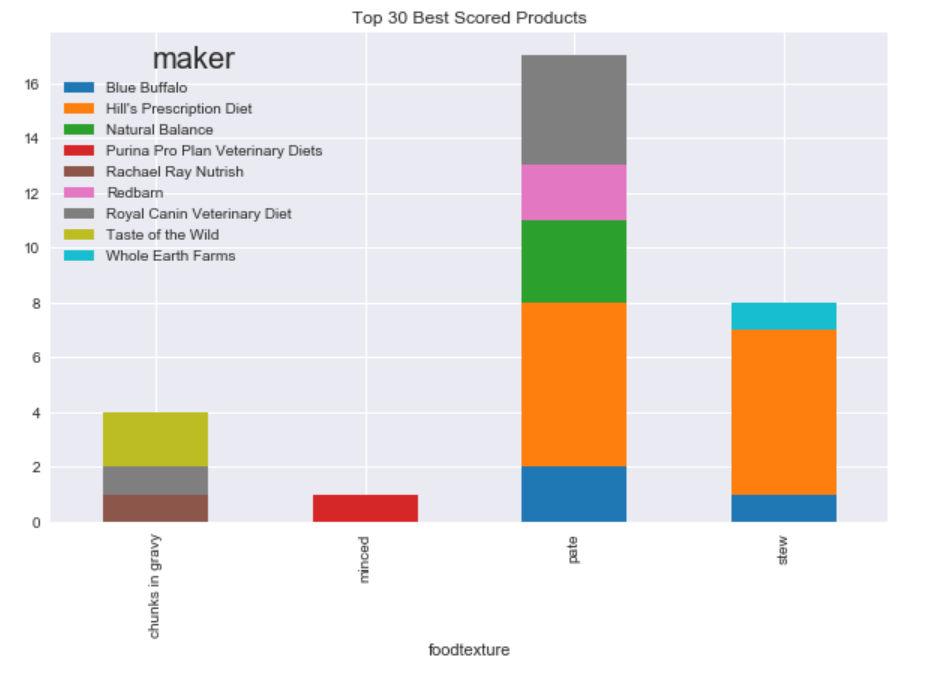 Top 30 Best Scored Products
maker
Blue Buffalo
Hill's Prescription Diet
Natural Balance
Purina Pro Plan Veterinary Diets
Rachael Ray Nutrish
Redbarn
Royal Canin Veterinary Diet
Taste of the Wild
Whole Earth Farms
16
14
12
10
8
6
4
2
0
chunks in gravy
minced
pate
stew
foodtexture